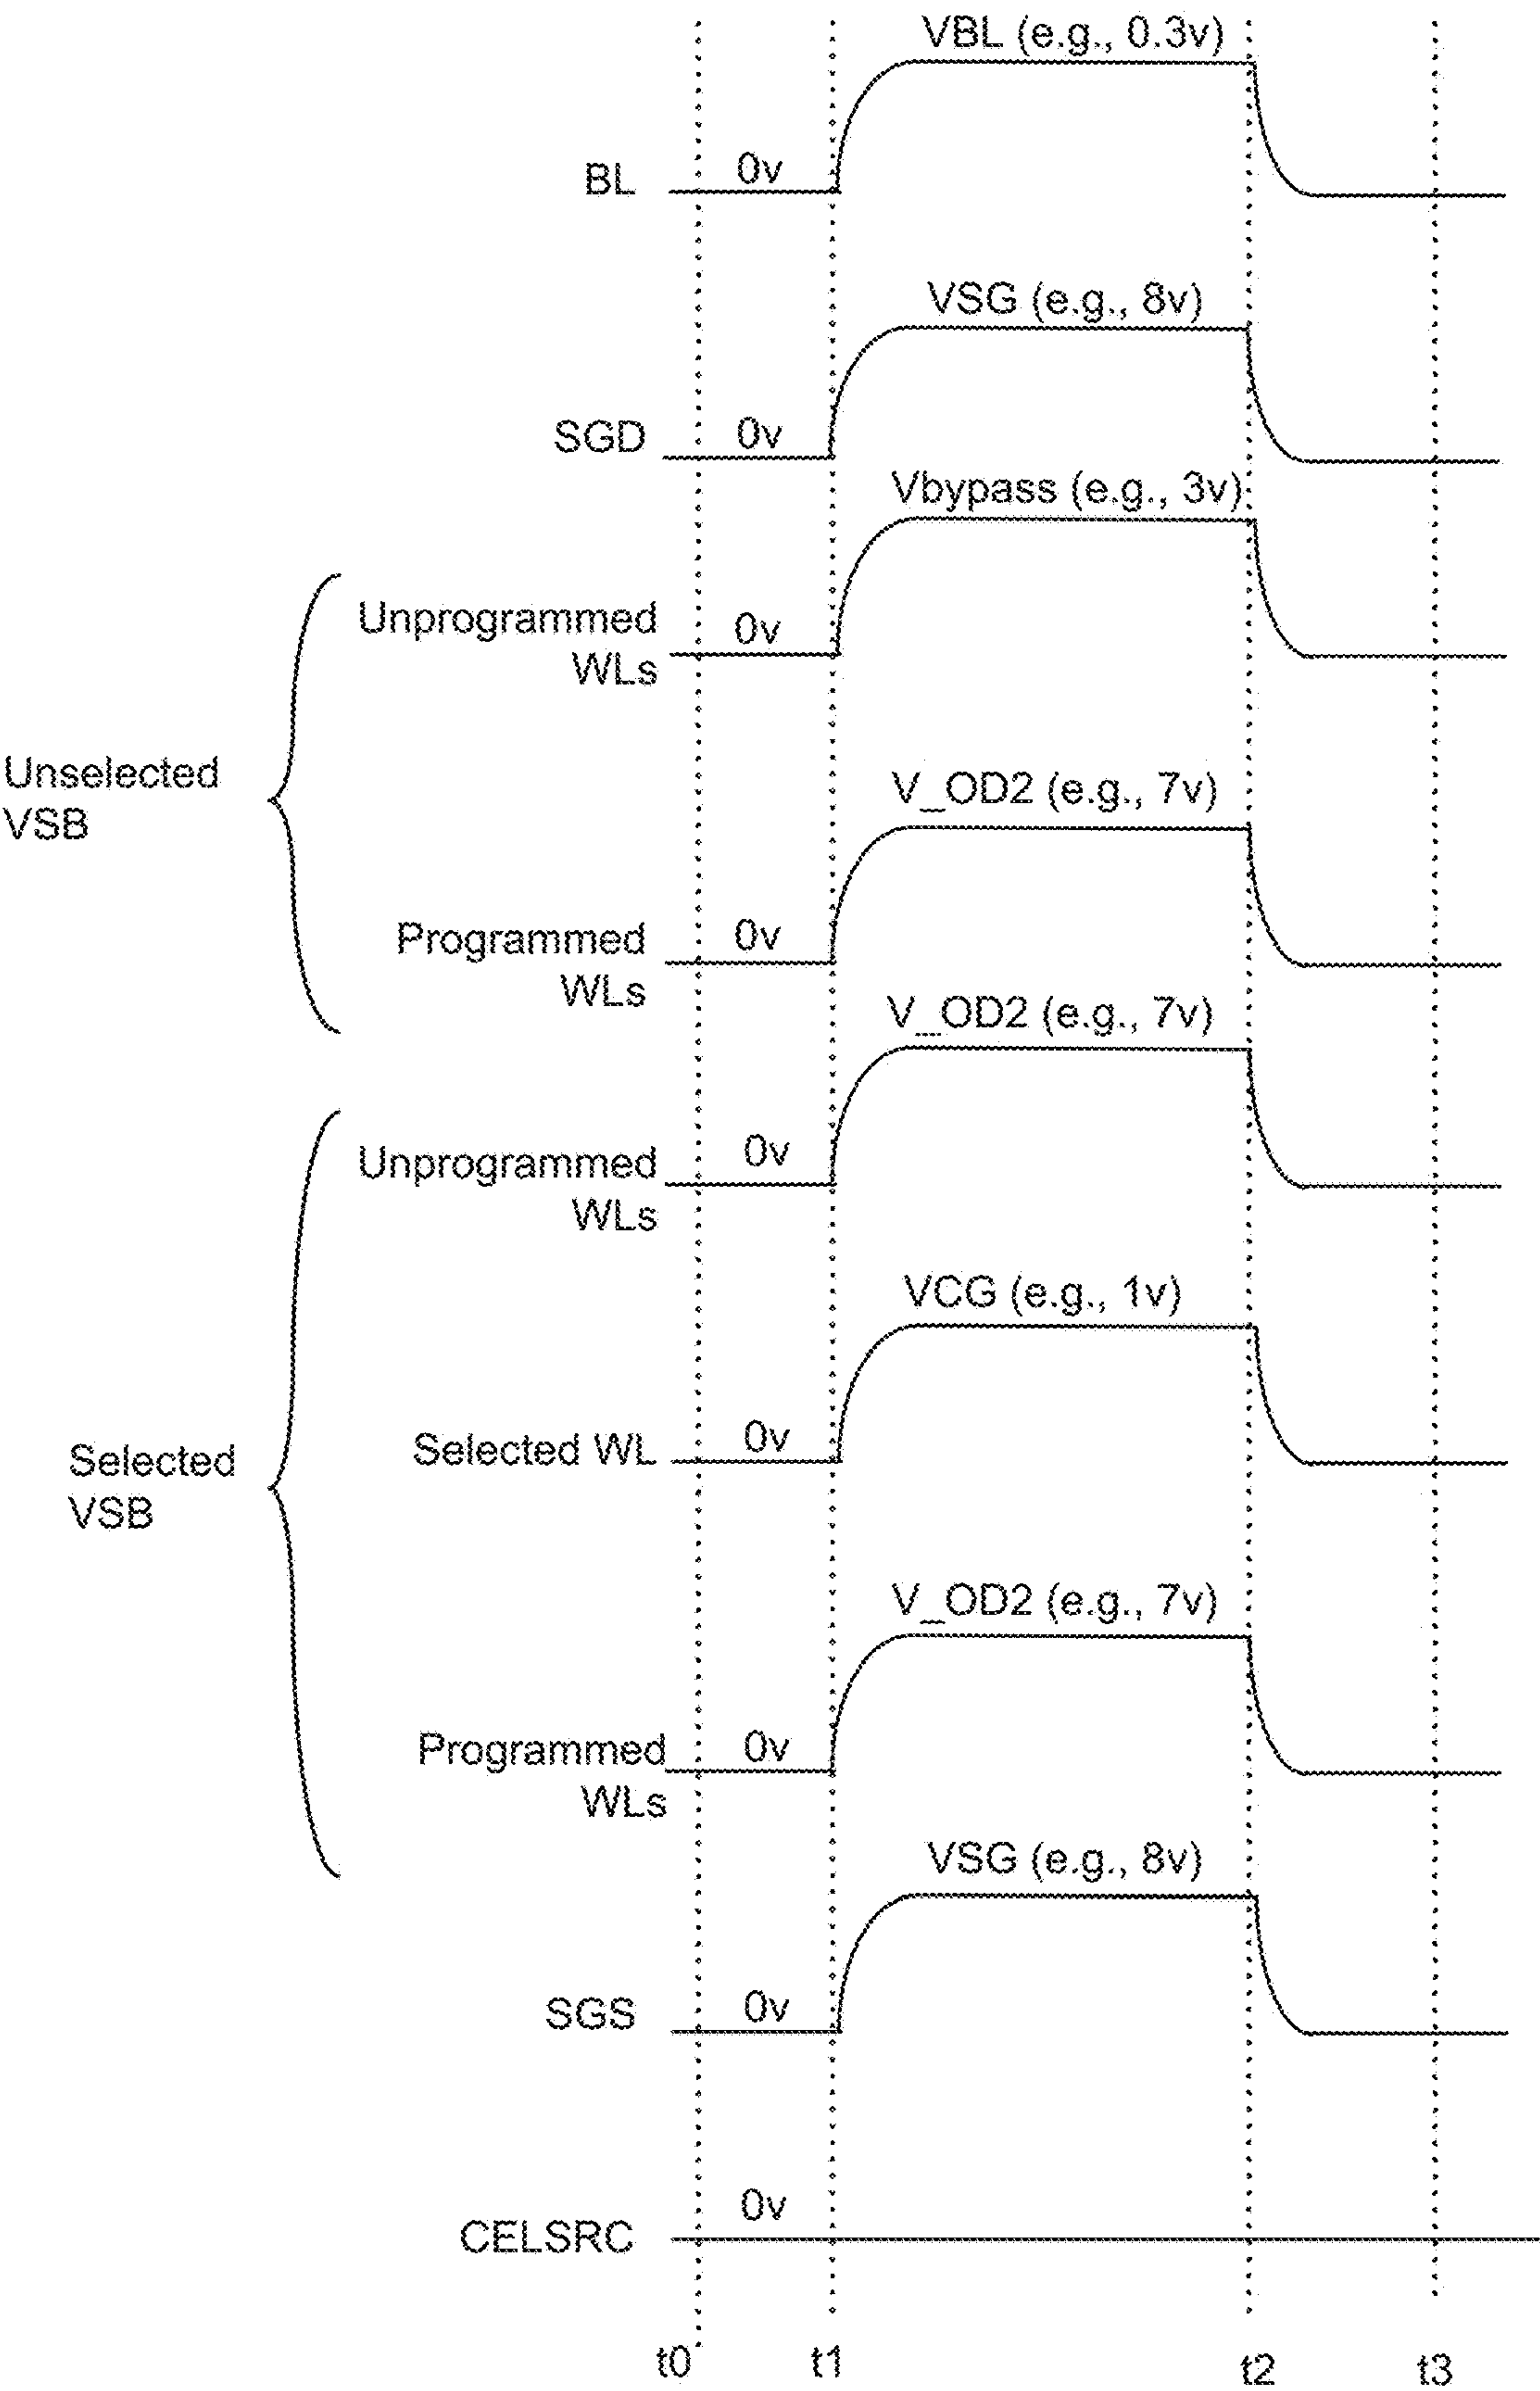 VBL (e.g., 0.3v)
BL
0v
VSG (e.g., 8v)
SGD
0v
Vbypass (e.g., 3v)
Unprogrammed
WLs
0v
Unselected
VSB
V_OD2 (e.g., 7v)
Programmed
WLs
0v
V_OD2 (e.g., 7v)
Unprogrammed
WLs
0v
VCG (e.g., 1v)
Selected WL
0v
Selected
VSB
V_OD2 (e.g., 7v)
Programmed
WLs
0v
VSG (e.g., 8v)
SGS
0v
CELSRC
0v
t0
t1
t2
t3